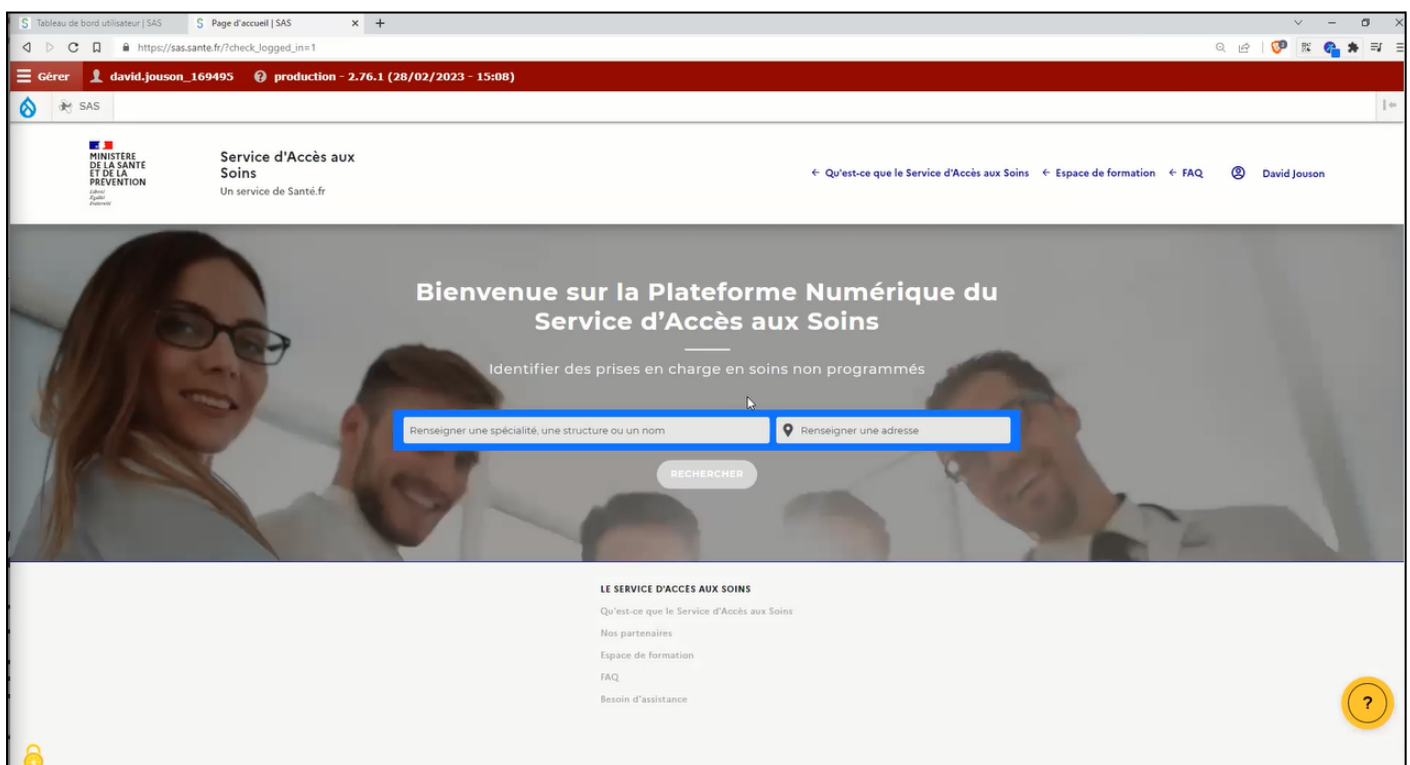 Tableau de bord utilisateur | SAS
Page d'accueil | SAS
https://sas.sante.fr/?check_logged_in=1
Gérer
david.jouson_169495
production - 2.76.1 (28/02/2023 - 15:08)
SAS
MINISTÈRE
DE LA SANTÉ
ET DE LA
PRÉVENTION
Liberté
Égalité
Fraternité
Service d'Accès aux
Soins
Un service de Santé.fr
Qu'est-ce que le Service d'Accès aux Soins
Espace de formation
FAQ
David Jouson
Bienvenue sur la Plateforme Numérique du
Service d’Accès aux Soins
Identifier des prises en charge en soins non programmés
Renseigner une spécialité, une structure ou un nom
Renseigner une adresse
RECHERCHER
LE SERVICE D'ACCÈS AUX SOINS
Qu'est-ce que le Service d'Accès aux Soins
Nos partenaires
Espace de formation
FAQ
Besoin d'assistance
?